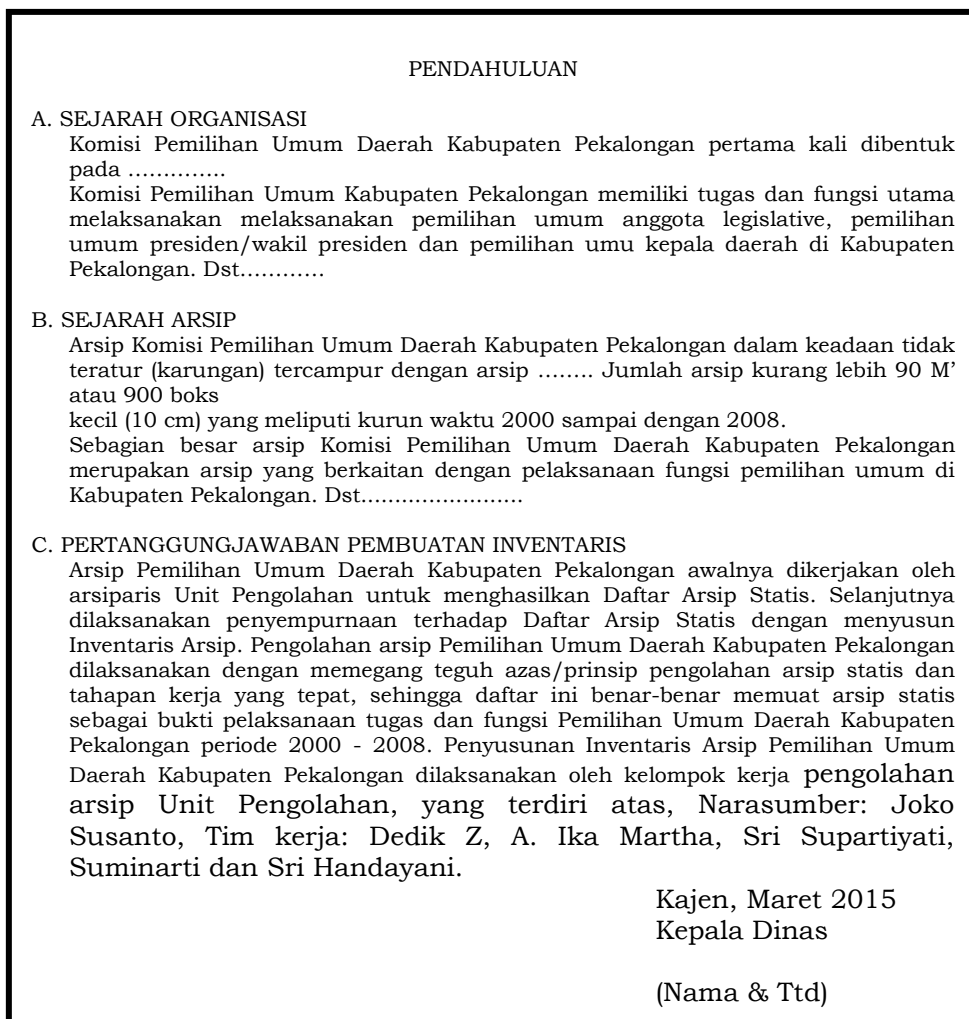 PENDAHULUAN
A. SEJARAH ORGANISASI
Komisi Pemilihan Umum Daerah Kabupaten Pekalongan pertama kali dibentuk
pada …………..
Komisi Pemilihan Umum Kabupaten Pekalongan memiliki tugas dan fungsi utama
melaksanakan melaksanakan pemilihan umum anggota legislative, pemilihan
umum presiden/wakil presiden dan pemilihan umu kepala daerah di Kabupaten
Pekalongan. Dst…………
B. SEJARAH ARSIP
Arsip Komisi Pemilihan Umum Daerah Kabupaten Pekalongan dalam keadaan tidak
teratur (karungan) tercampur dengan arsip …….. Jumlah arsip kurang lebih 90 M’
atau 900 boks
kecil (10 cm) yang meliputi kurun waktu 2000 sampai dengan 2008.
Sebagian besar arsip Komisi Pemilihan Umum Daerah Kabupaten Pekalongan
merupakan arsip yang berkaitan dengan pelaksanaan fungsi pemilihan umum di
Kabupaten Pekalongan. Dst……………………
C. PERTANGGUNGJAWABAN PEMBUATAN INVENTARIS
Arsip Pemilihan Umum Daerah Kabupaten Pekalongan awalnya dikerjakan oleh
arsiparis Unit Pengolahan untuk menghasilkan Daftar Arsip Statis. Selanjutnya
dilaksanakan penyempurnaan terhadap Daftar Arsip Statis dengan menyusun
Inventaris Arsip. Pengolahan arsip Pemilihan Umum Daerah Kabupaten Pekalongan
dilaksanakan dengan memegang teguh azas/prinsip pengolahan arsip statis dan
tahapan kerja yang tepat, sehingga daftar ini benar-benar memuat arsip statis
sebagai bukti pelaksanaan tugas dan fungsi Pemilihan Umum Daerah Kabupaten
Pekalongan periode 2000 - 2008. Penyusunan Inventaris Arsip Pemilihan Umum
Daerah Kabupaten Pekalongan dilaksanakan oleh kelompok kerja pengolahan
arsip Unit Pengolahan, yang terdiri atas, Narasumber: Joko
Susanto, Tim kerja: Dedik Z, A. Ika Martha, Sri Supartiyati,
Suminarti dan Sri Handayani.
Kajen, Maret 2015
Kepala Dinas
(Nama & Ttd)